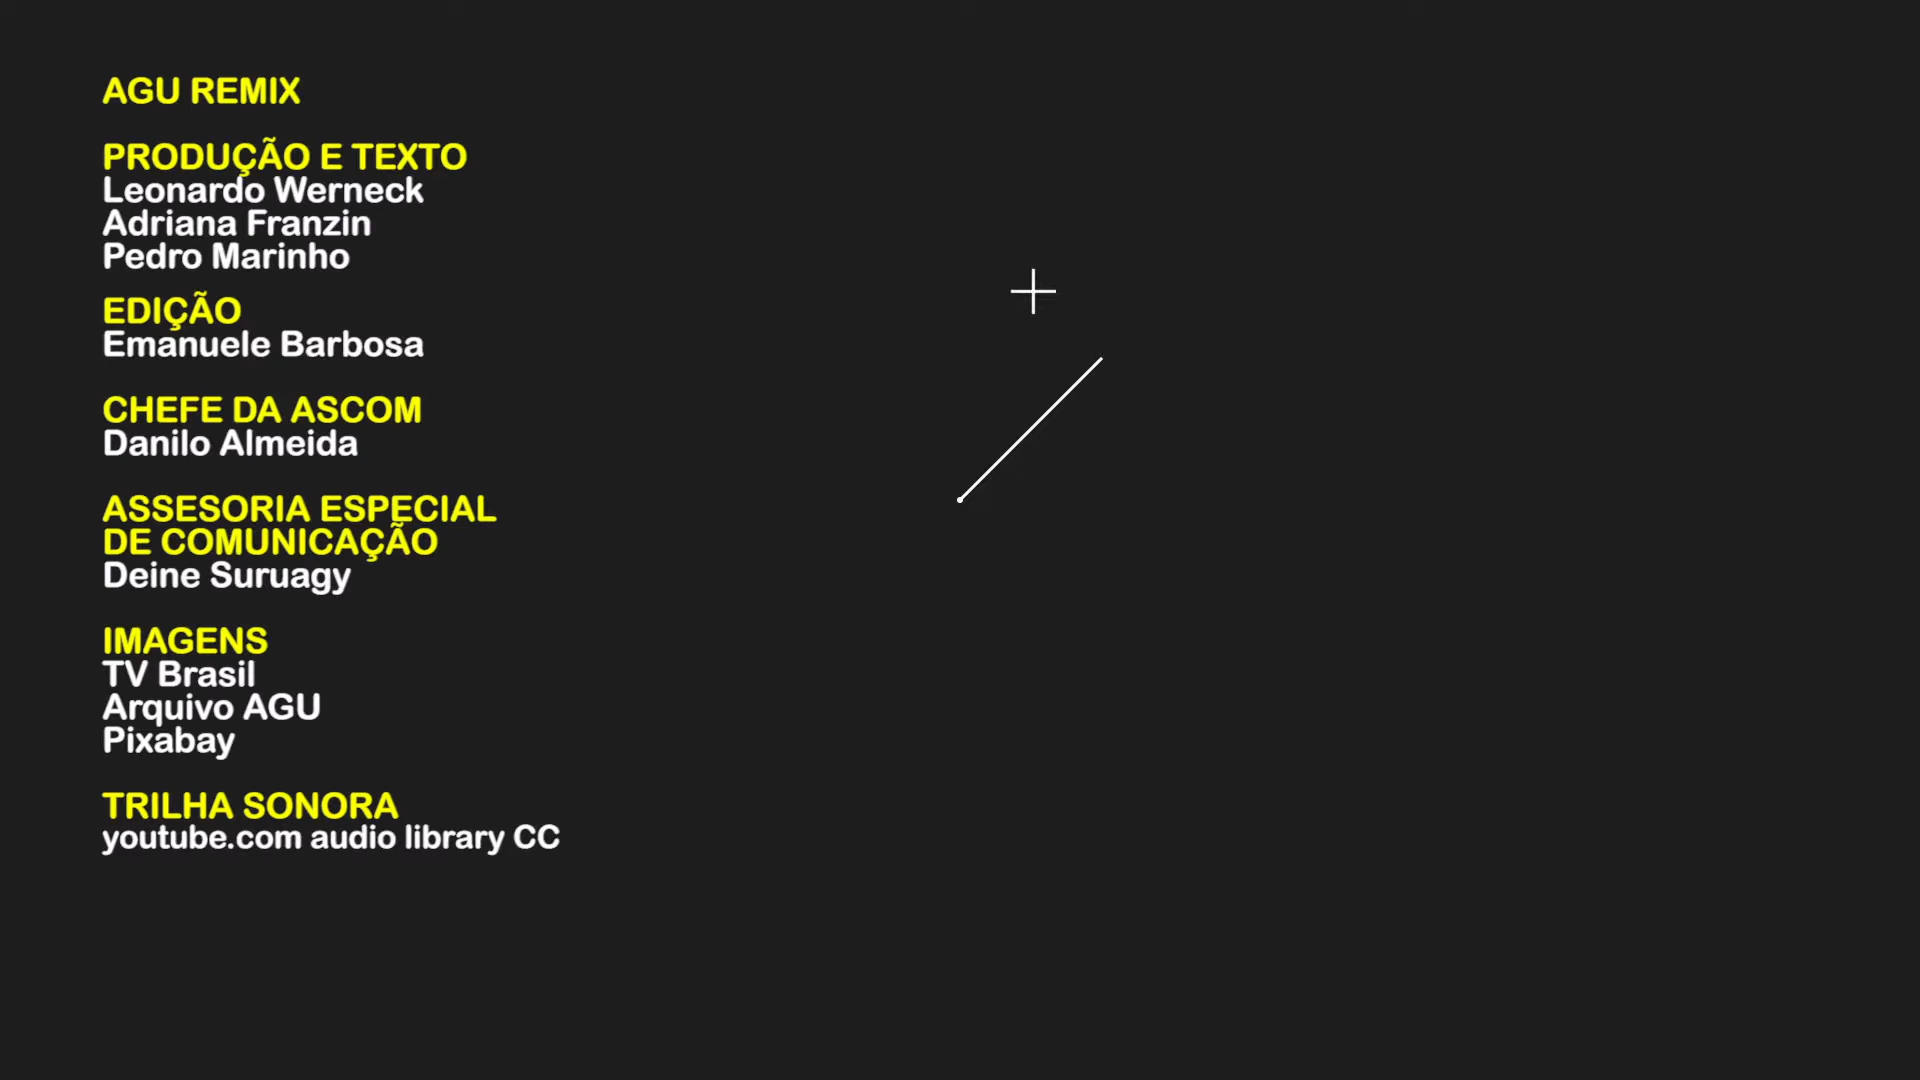 AGU REMIX
PRODUÇÃO E TEXTO
Leonardo Werneck
Adriana Franzin
Pedro Marinho
EDIÇÃO
Emanuele Barbosa
CHEFE DA ASCOM
Danilo Almeida
ASSESORIA ESPECIAL
DE COMUNICAÇÃO
Deine Suruagy
IMAGENS
TV Brasil
Arquivo AGU
Pixabay
TRILHA SONORA
youtube.com audio library CC